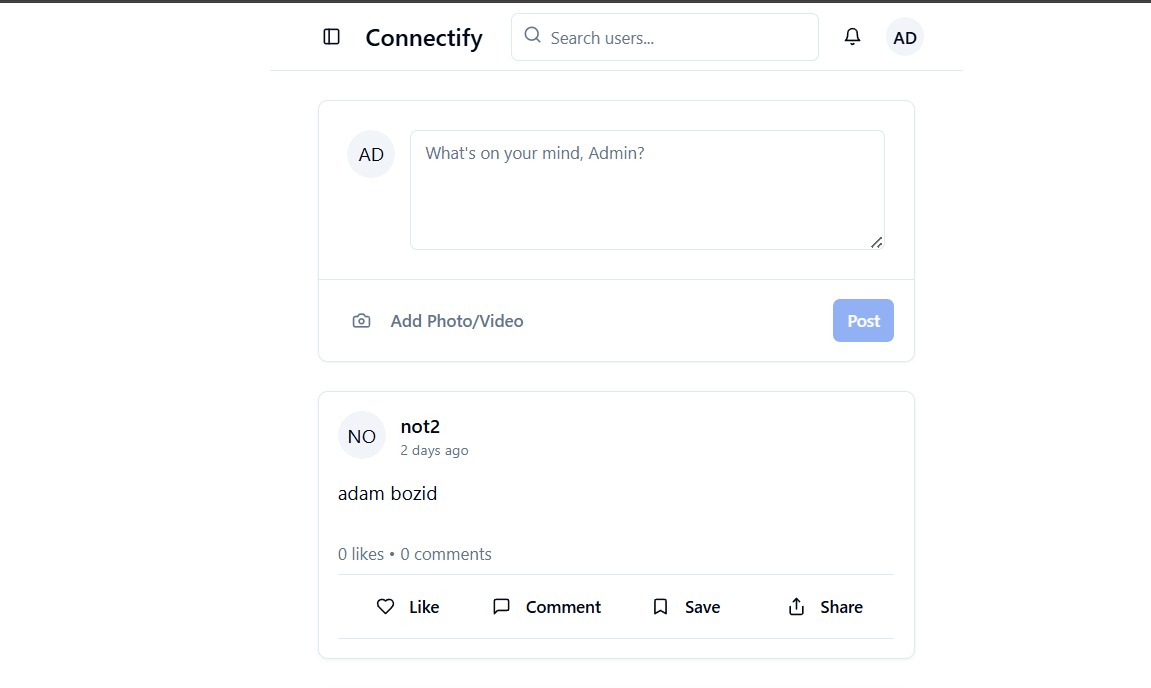 Connectify
Search users...
AD
AD
What's on your mind, Admin?
Add Photo/Video
Post
NO
not2
2 days ago
adam bozid
0 likes • 0 comments
Like
Comment
Save
Share